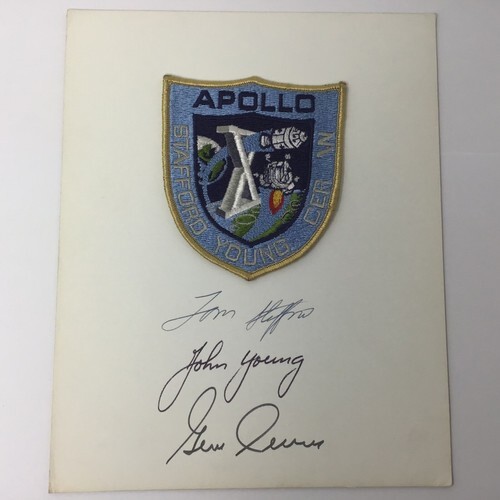 APOLLO
X
STAFFORD YOUNG CERNAN
Tom Stafford
John Young
Gene Cernan